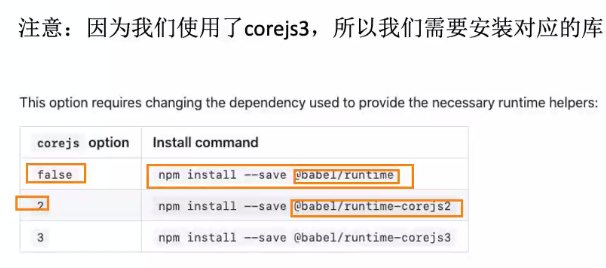 注意：因为我们使用了corejs3，所以我们需要安装对应的库
This option requires changing the dependency used to provide the necessary runtime helpers:
corejs option Install command
false npm install --save @babel/runtime
2 npm install --save @babel/runtime-corejs2
3 npm install --save @babel/runtime-corejs3